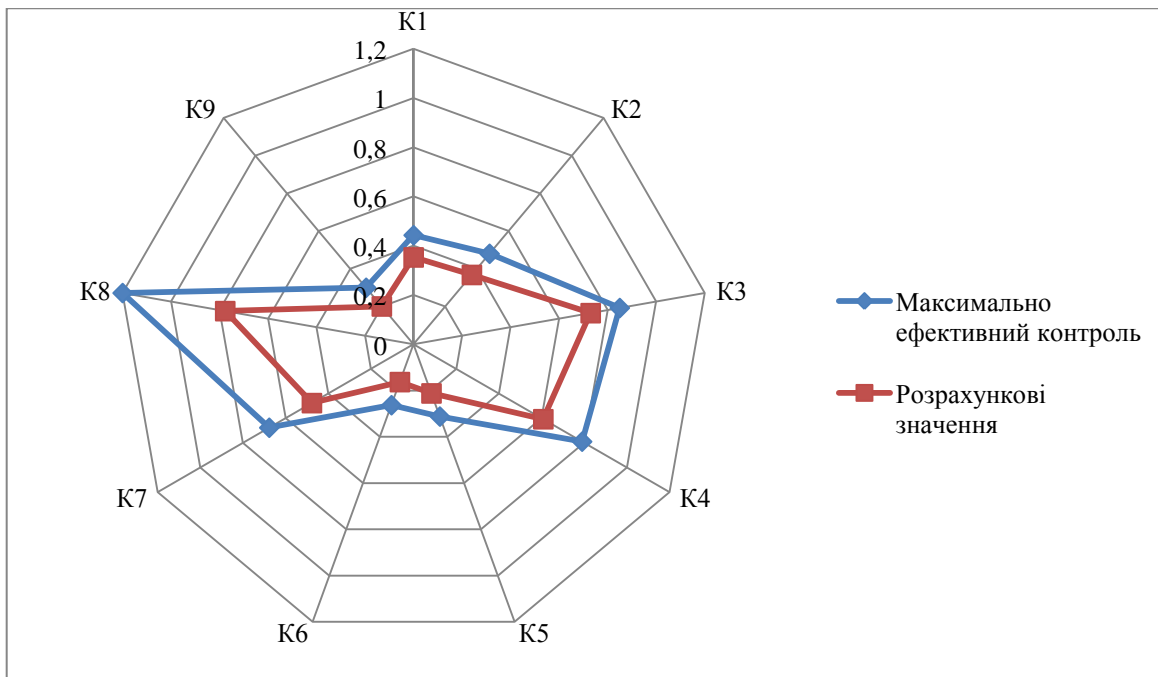 К1
1,2
1
0,8
0,6
0,4
0,2
0
К2
К3
К4
К5
К6
К7
К8
К9
Максимально
ефективний контроль
Розрахункові
значення